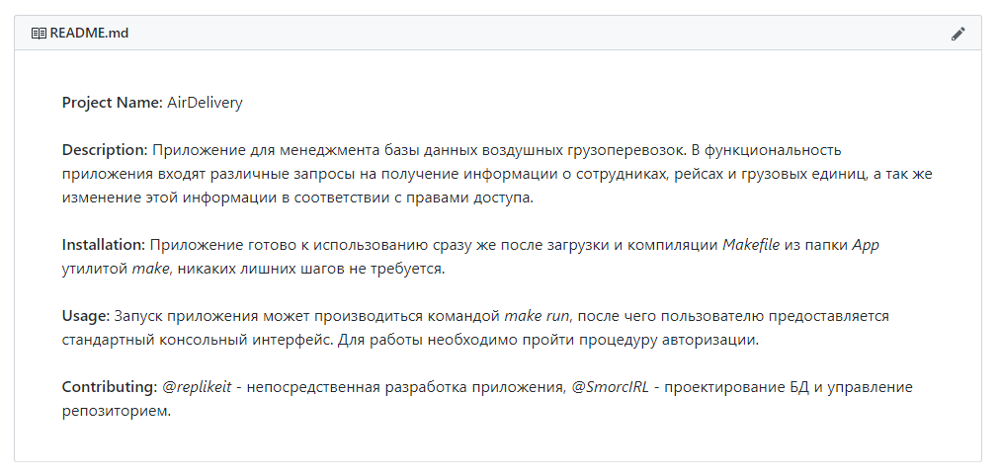 README.md
Project Name: AirDelivery
Description: Приложение для менеджмента базы данных воздушных грузоперевозок. В функциональность
приложения входят различные запросы на получение информации о сотрудниках, рейсах и грузовых единиц, а так же
изменение этой информации в соответствии с правами доступа.
Installation: Приложение готово к использованию сразу же после загрузки и компиляции Makefile из папки App
утилитой make, никаких лишних шагов не требуется.
Usage: Запуск приложения может производиться командой make run, после чего пользователю предоставляется
стандартный консольный интерфейс. Для работы необходимо пройти процедуру авторизации.
Contributing: @replikeit - непосредственная разработка приложения, @SmorcIRL - проектирование БД и управление
репозиторием.